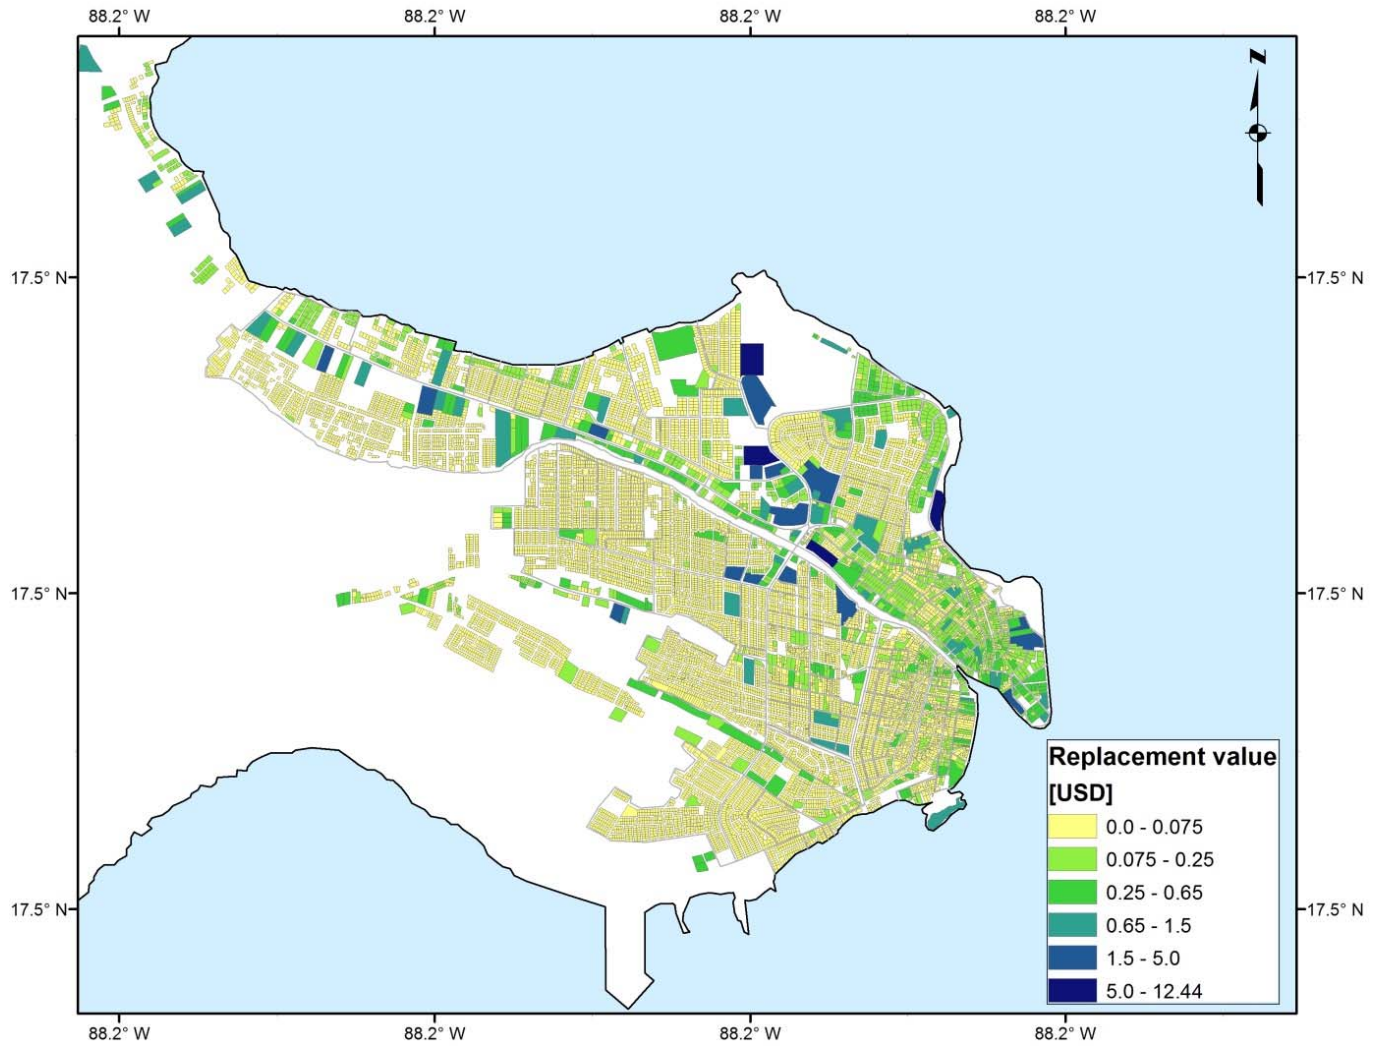 88.2° W 88.2° W 88.2° W 88.2° W
N
17.5° N 17.5° N
17.5° N 17.5° N
17.5° N 17.5° N
Replacement value
[USD]
0.0 - 0.075
0.075 - 0.25
0.25 - 0.65
0.65 - 1.5
1.5 - 5.0
5.0 - 12.44
88.2° W 88.2° W 88.2° W 88.2° W